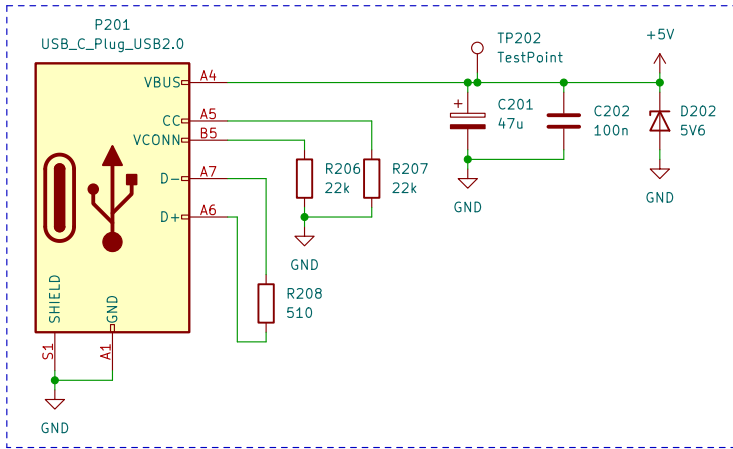 P201
USB_C_Plug_USB2.0
VBUS
A4
CC
A5
VCONN
B5
D-
A7
D+
A6
SHIELD
S1
GND
A1
GND
R206
22k
R207
22k
GND
R208
510
TP202
TestPoint
+
C201
47u
C202
100n
GND
+5V
D202
5V6
GND